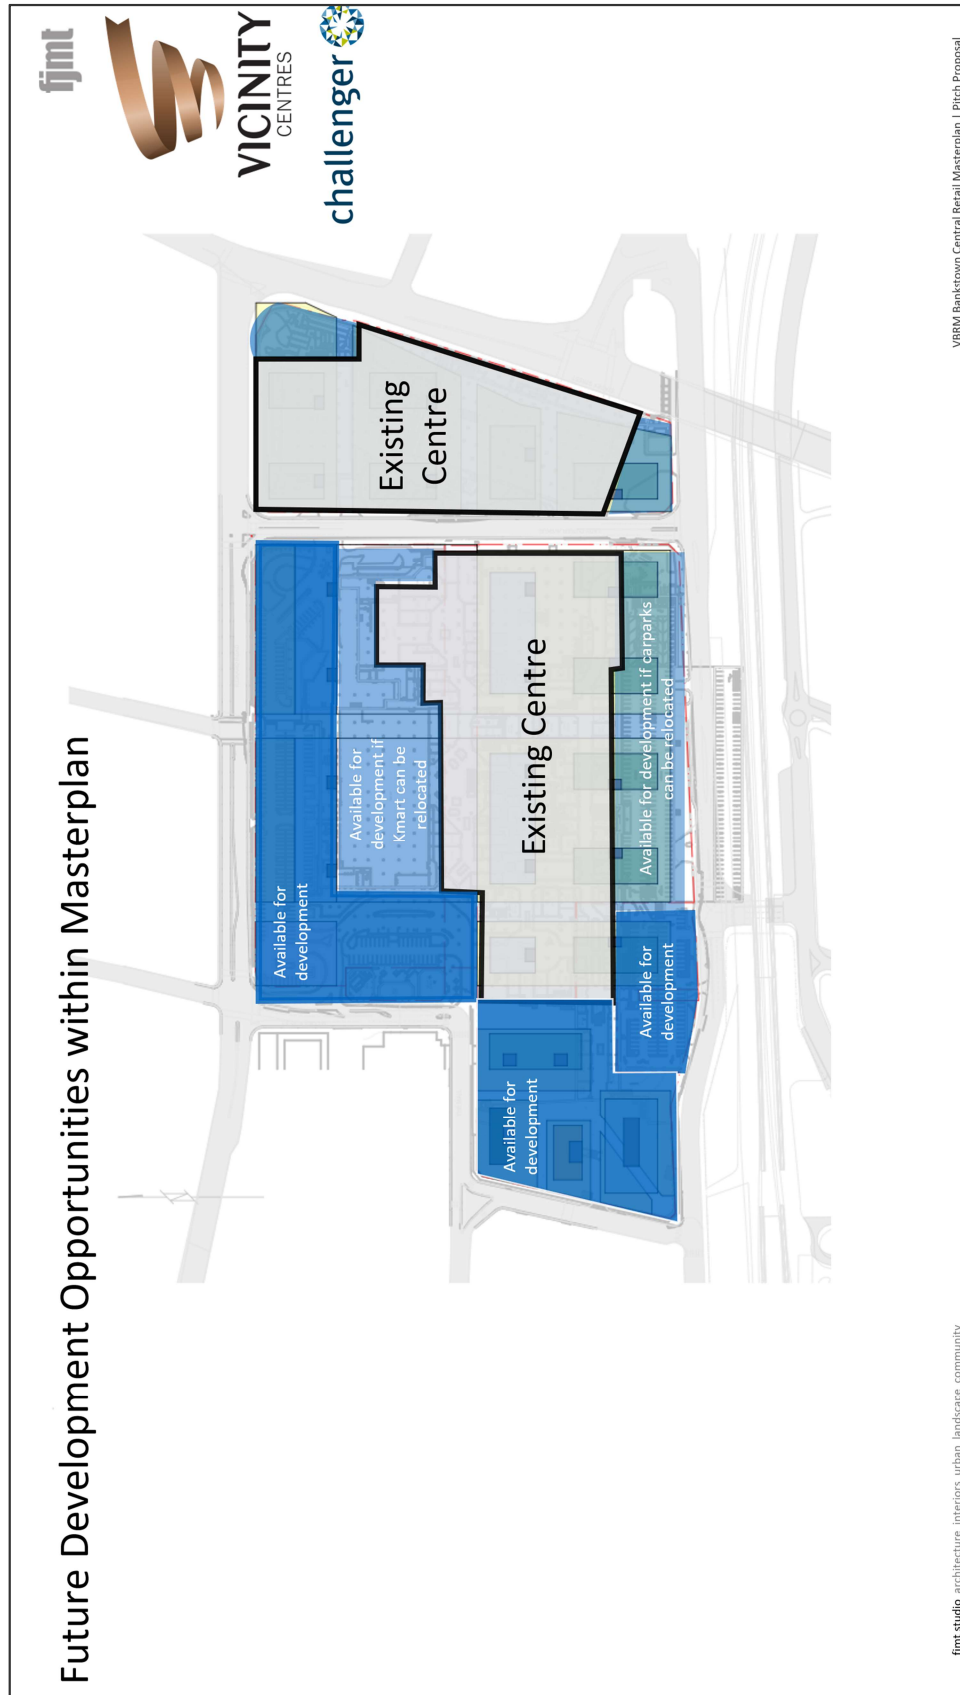 Future Development Opportunities within Masterplan
fjmt
VICINITY
CENTRES
challenger
Available for
development
Available for
development if
Kmart can be
relocated
Existing
Centre
Existing Centre
Available for
development
Available for
development
Available for development if carparks
can be relocated
fjmt studio architecture interiors urban landscape community
VBRM Bankstown Central Retail Masterplan | Pitch Proposal